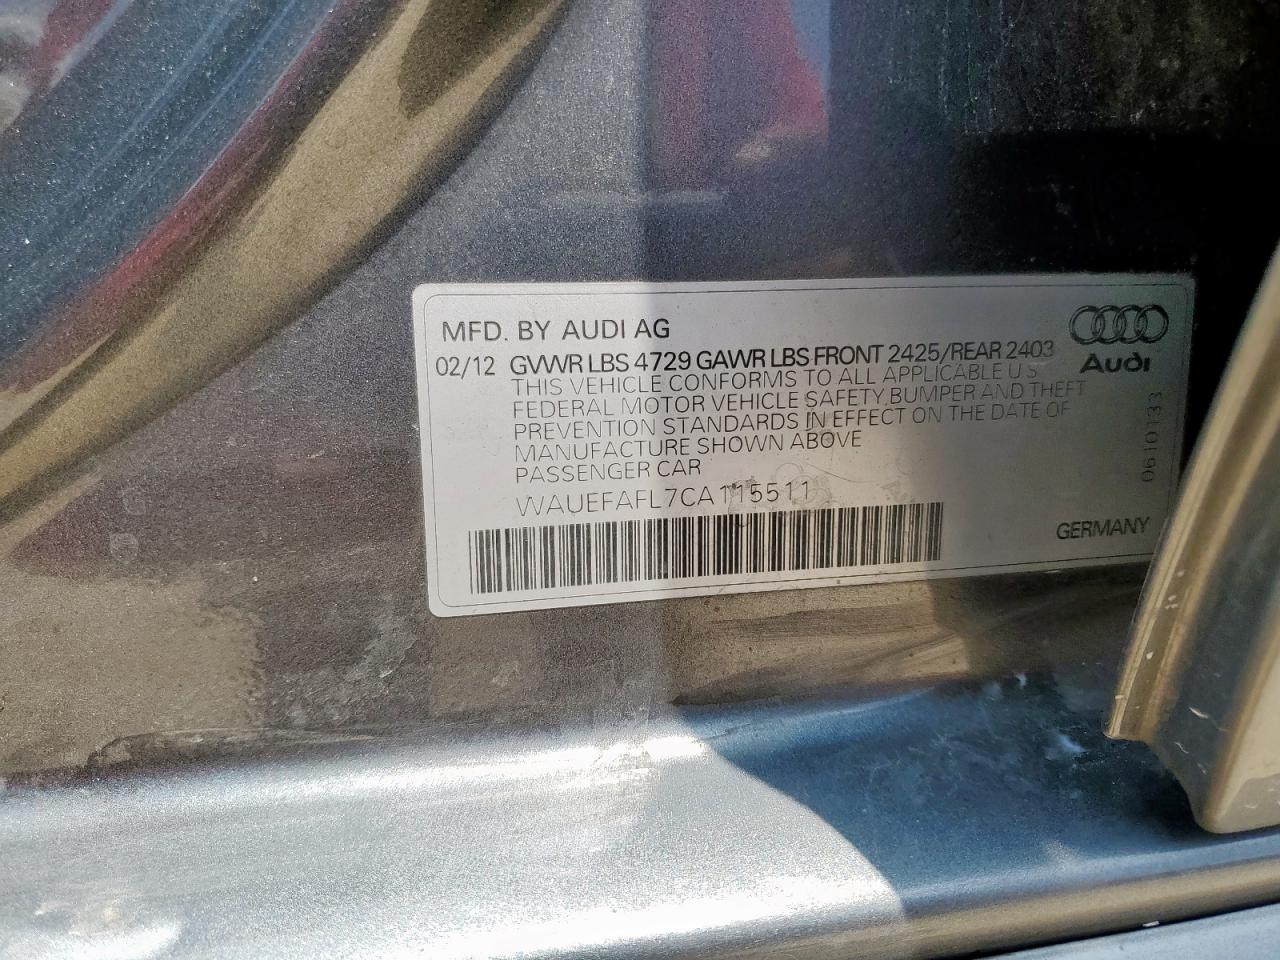 MFD. BY AUDI AG
02/12 GVWR LBS 4729 GAWR LBS FRONT 2425/REAR 2403
THIS VEHICLE CONFORMS TO ALL APPLICABLE U S
FEDERAL MOTOR VEHICLE SAFETY,BUMPER AND THEFT
PREVENTION STANDARDS IN EFFECT ON THE DATE OF
MANUFACTURE SHOWN ABOVE
PASSENGER CAR
WAUEFAFL7CA115511
Audi
0610133
GERMANY